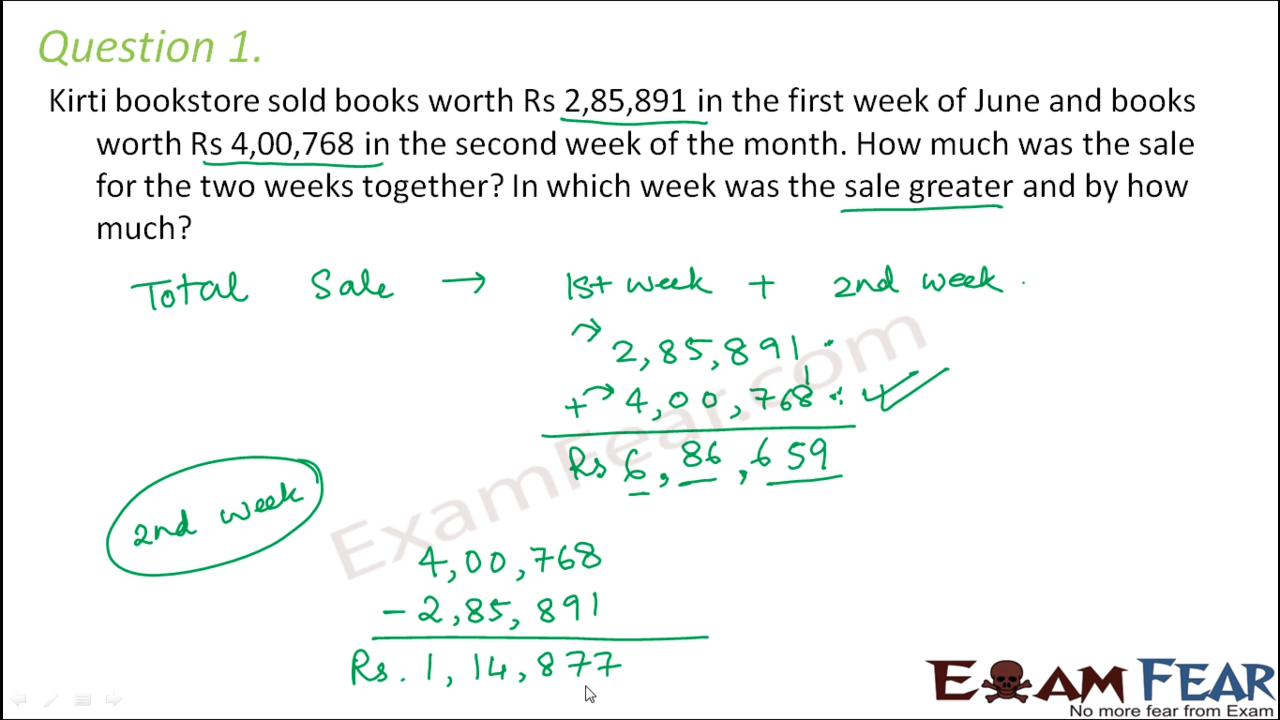 Question 1.
Kirti bookstore sold books worth Rs 2,85,891 in the first week of June and books
worth Rs 4,00,768 in the second week of the month. How much was the sale
for the two weeks together? In which week was the sale greater and by how
much?
Total Sale → 1st week + 2nd week.
2,85,891
1
+ 4,00,768
Rs 6,86,659
2nd week
4,00,768
- 2,85,891
Rs. 1,14,877
ExamFear.com
EXAM FEAR
No more fear from Exam